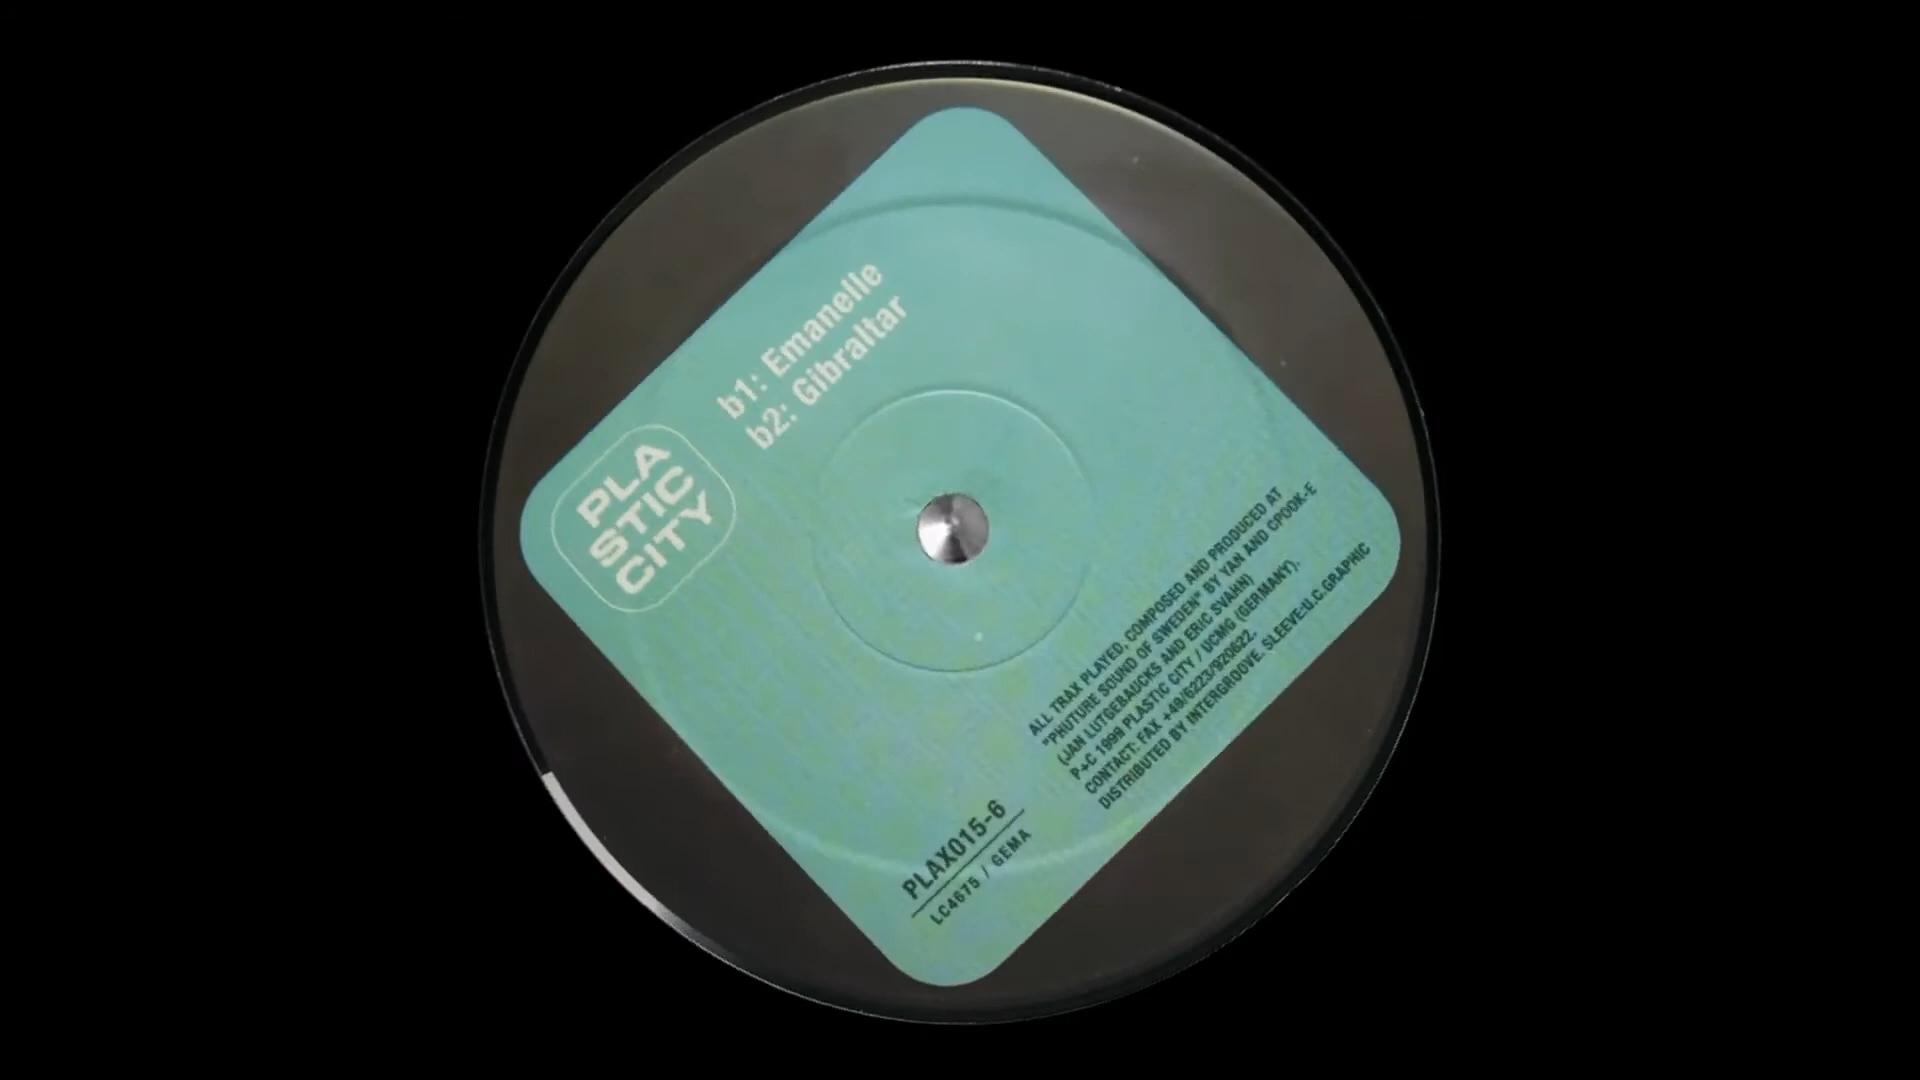 b1: Emanelle
b2: Gibraltar
PLA
STIC
CITY
ALL TRAX PLAYED, COMPOSED AND PRODUCED AT
"PHUTURE SOUND OF SWEDEN" BY YAN AND CPOOK-E
(JAN LUTGEBAUCKS AND ERIC SVAHN)
P+C 1999 PLASTIC CITY / UCMG (GERMANY).
CONTACT: FAX +49/6223/920622.
DISTRIBUTED BY INTERGROOVE. SLEEVE:U.C.GRAPHIC
PLAX015-6
LC4675 / GEMA